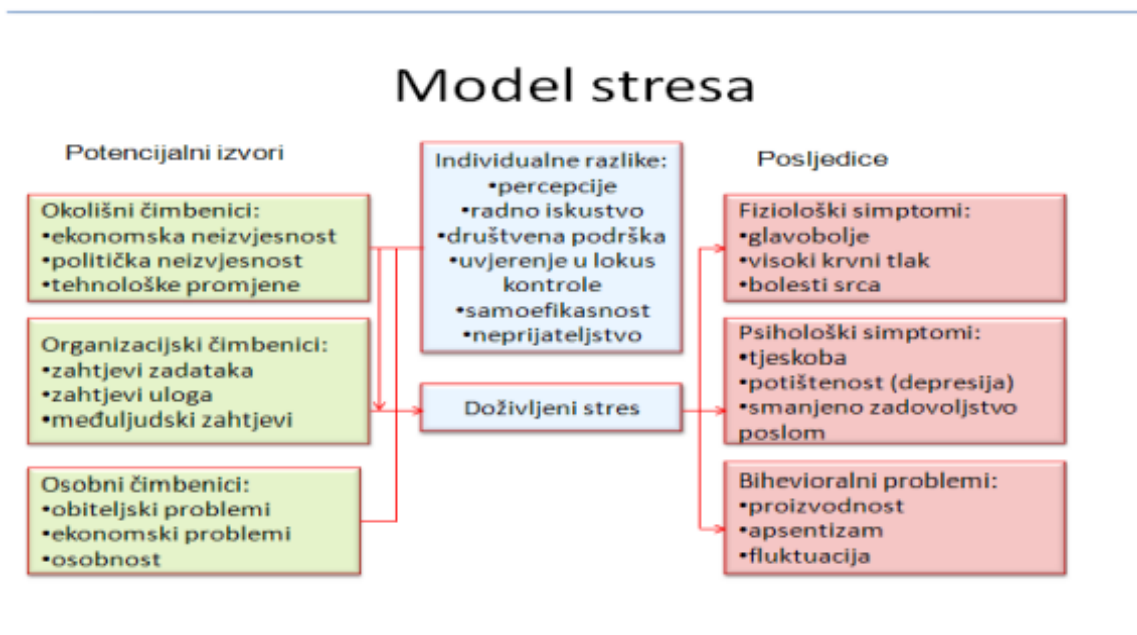 Model stresa
Potencijalni izvori
Okolišni čimbenici:
•ekonomska neizvjesnost
•politička neizvjesnost
•tehnološke promjene
Organizacijski čimbenici:
•zahtjevi zadataka
•zahtjevi uloga
•međuljudski zahtjevi
Osobni čimbenici:
•obiteljski problemi
•ekonomski problemi
•osobnost
Individualne razlike:
•percepcije
•radno iskustvo
•društvena podrška
•uvjerenje u lokus
kontrole
•samoefikasnost
•neprijateljstvo
Doživljeni stres
Posljedice
Fiziološki simptomi:
•glavobolje
•visoki krvni tlak
•bolesti srca
Psihološki simptomi:
•tjeskoba
•potištenost (depresija)
•smanjeno zadovoljstvo
poslom
Bihevioralni problemi:
•proizvodnost
•apsentizam
•fluktuacija